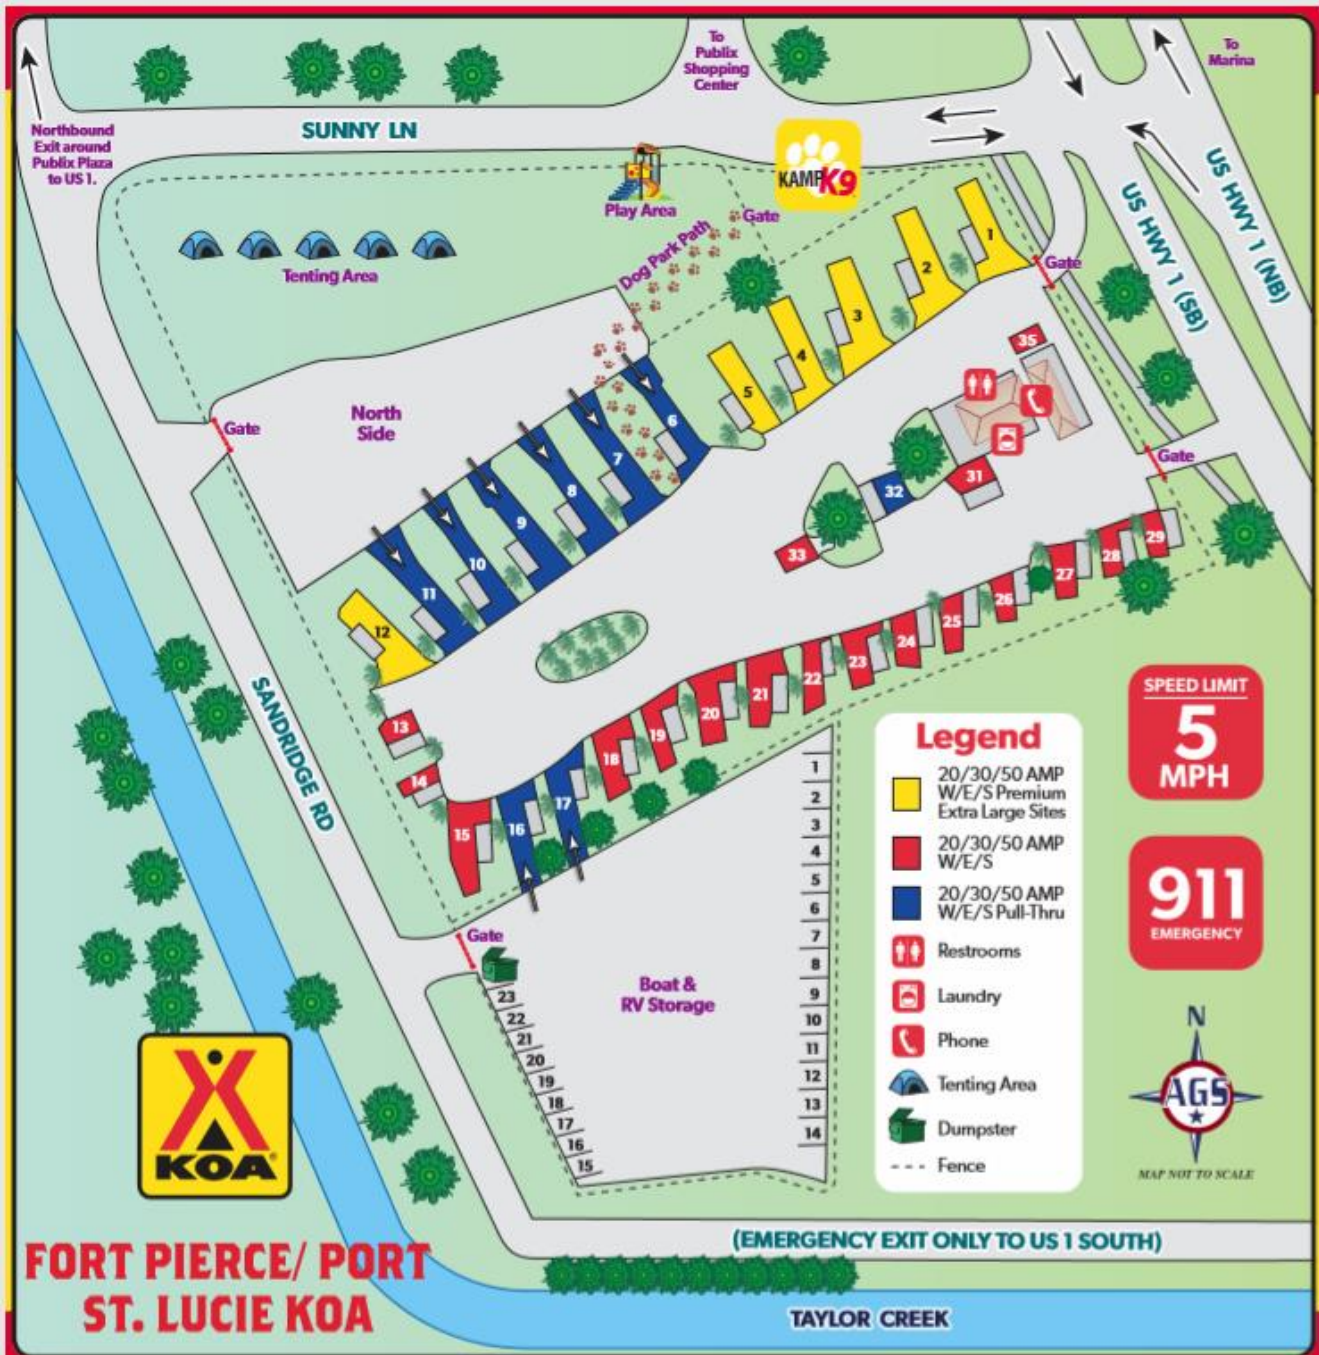 To
Publix
Shopping
Center
To
Marina
Northbound
Exit around
Publix Plaza
to US 1.
SUNNY LN
US HWY 1 (NB)
US HWY 1 (SB)
KAMPK9
Play Area
Gate
Dog Park Path
Tenting Area
1
2
3
4
5
Gate
35
North
Side
Gate
6
7
8
9
10
11
12
31
32
33
Gate
29
28
27
26
25
24
23
22
21
20
19
18
17
16
15
14
13
SANDRIDGE RD
Gate
Boat &
RV Storage
1
2
3
4
5
6
7
8
9
10
11
12
13
14
23
22
21
20
19
18
17
16
15
Legend
20/30/50 AMP
W/E/S Premium
Extra Large Sites
20/30/50 AMP
W/E/S
20/30/50 AMP
W/E/S Pull-Thru
Restrooms
Laundry
Phone
Tenting Area
Dumpster
Fence
SPEED LIMIT
5
MPH
911
EMERGENCY
N
AGS
MAP NOT TO SCALE
KOA®
FORT PIERCE/ PORT
ST. LUCIE KOA
(EMERGENCY EXIT ONLY TO US 1 SOUTH)
TAYLOR CREEK